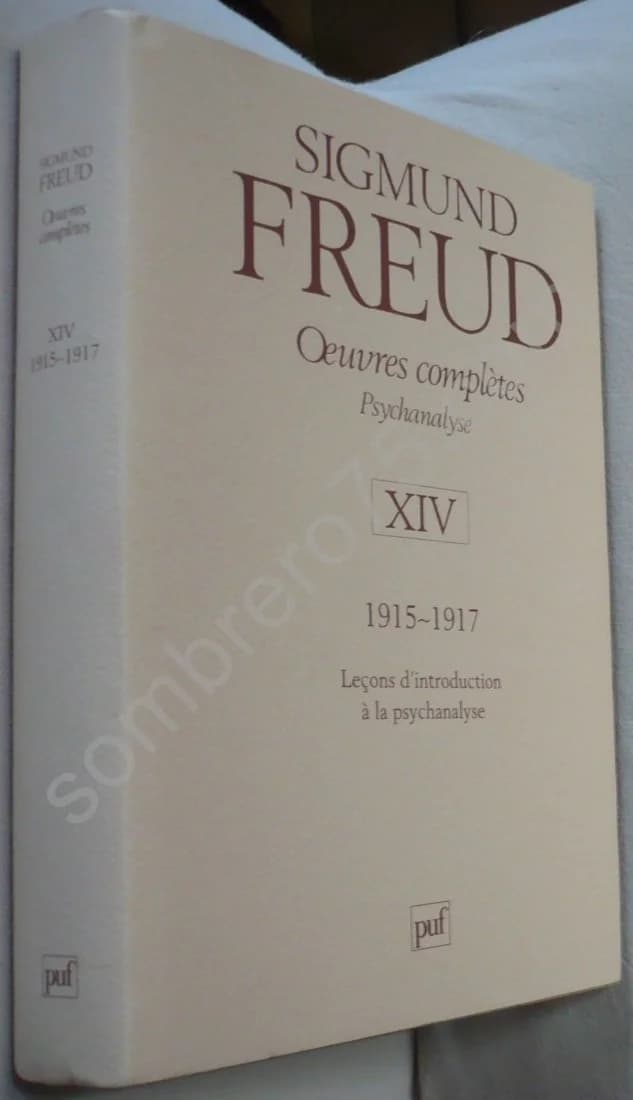 SIGMUND
FREUD
Œuvres
complètes
XIV
1915~1917
puf
SIGMUND
FREUD
Œuvres complètes
Psychanalyse
XIV
1915~1917
Leçons d'introduction
à la psychanalyse
puf